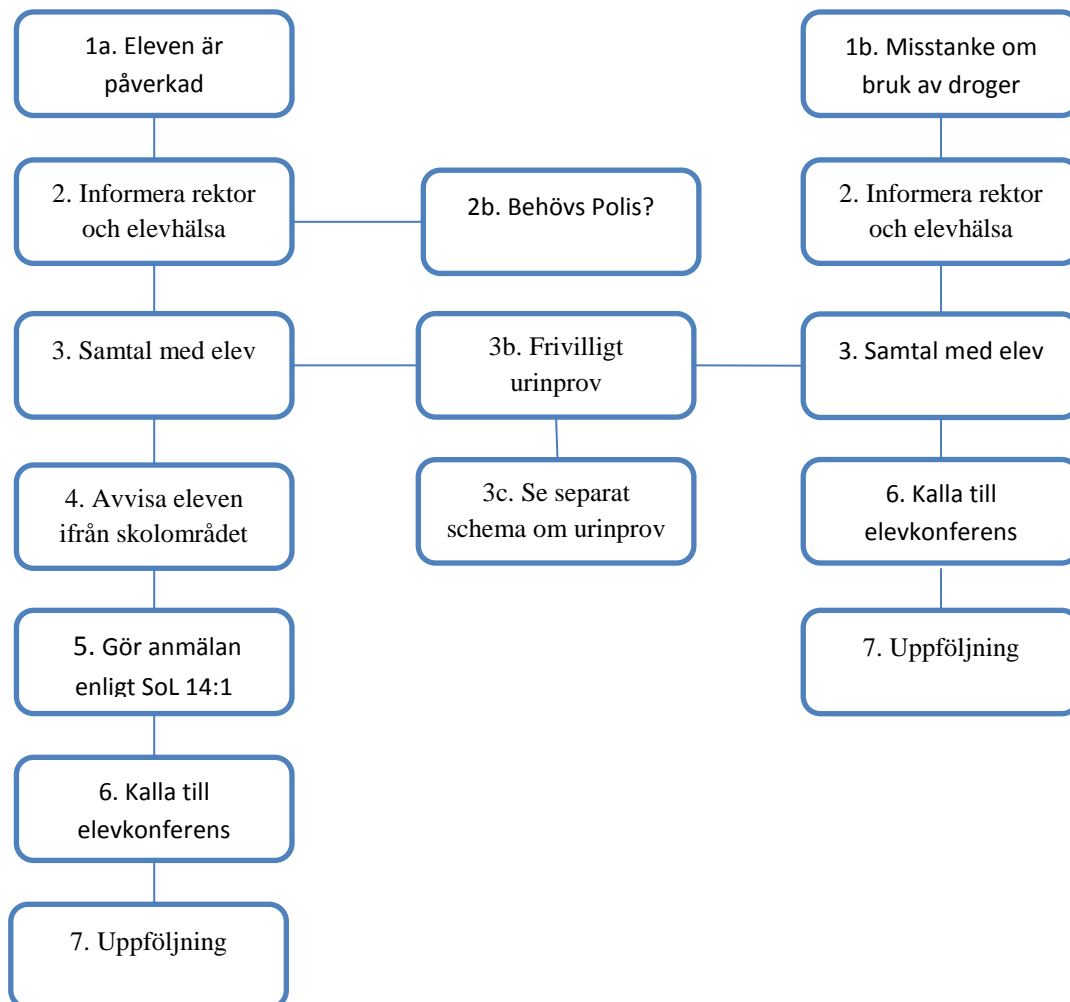 1a. Eleven är
påverkad
1b. Misstanke om
bruk av droger
2. Informera rektor
och elevhälsa
2b. Behövs Polis?
2. Informera rektor
och elevhälsa
3. Samtal med elev
3b. Frivilligt
urinprov
3. Samtal med elev
4. Avvisa eleven
ifrån skolområdet
3c. Se separat
schema om urinprov
6. Kalla till
elevkonferens
5. Gör anmälan
enligt SoL 14:1
7. Uppföljning
6. Kalla till
elevkonferens
7. Uppföljning